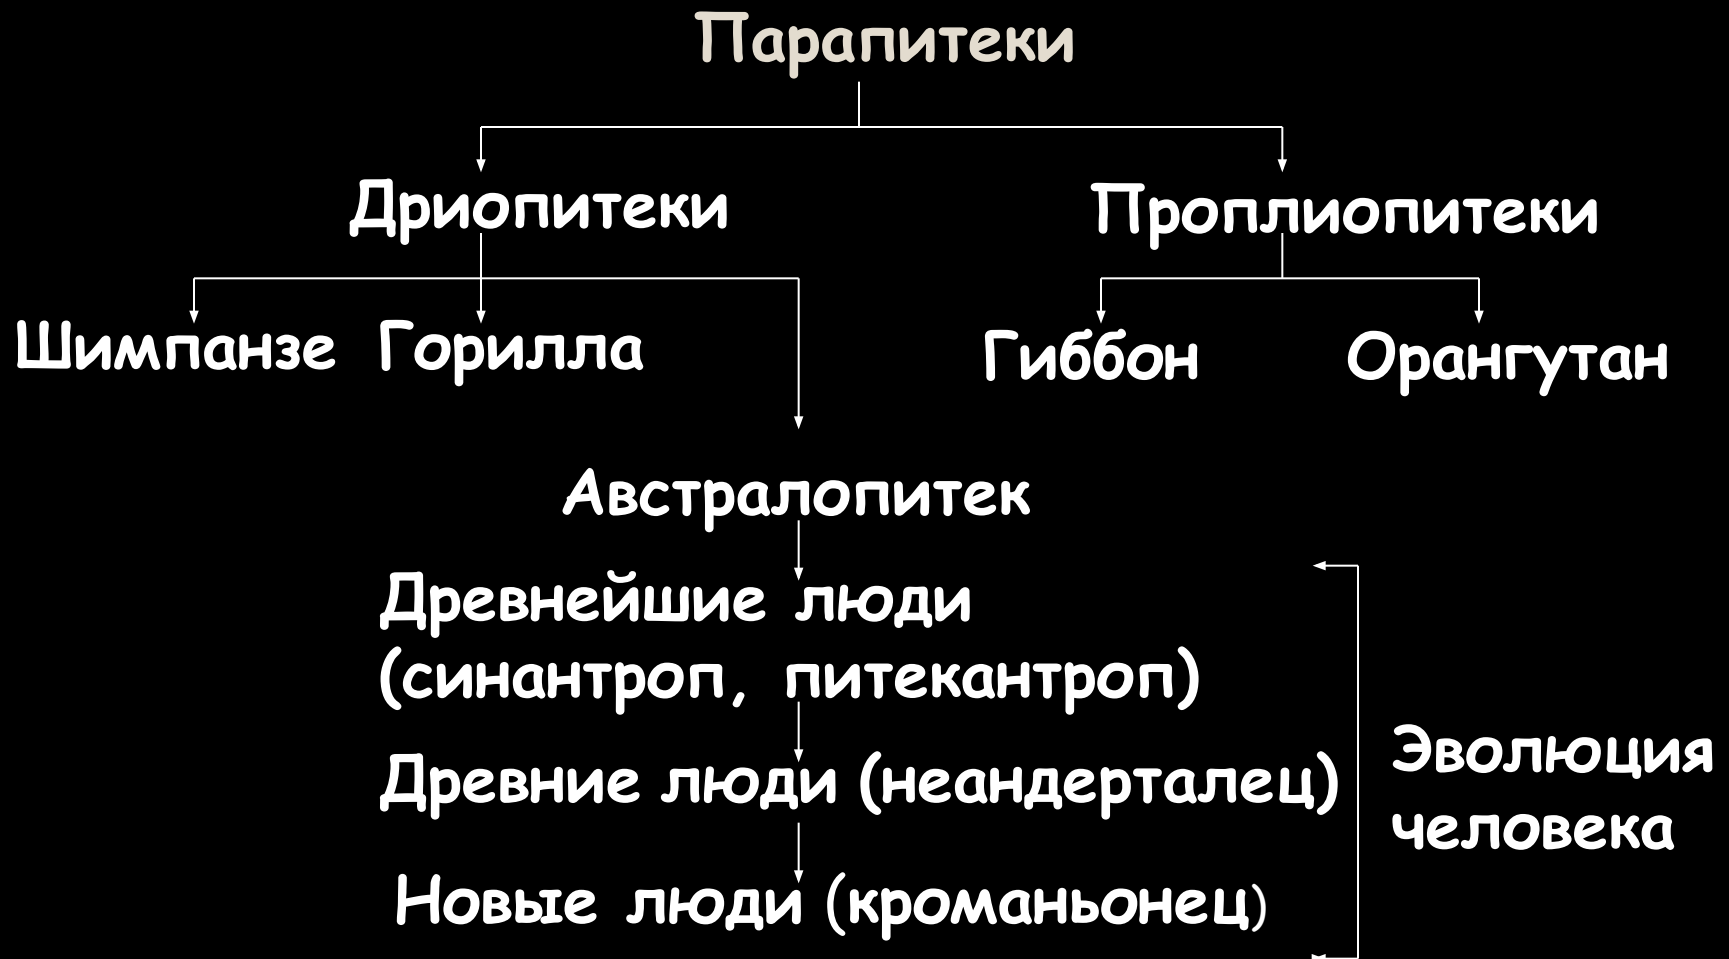 Парапитеки
Дриопитеки Проплиопитеки
Шимпанзе Горилла Гиббон Орангутан
Австралопитек
Древнейшие люди
(синантроп, питекантроп)
Древние люди (неандерталец)
Новые люди (кроманьонец)
Эволюция
человека